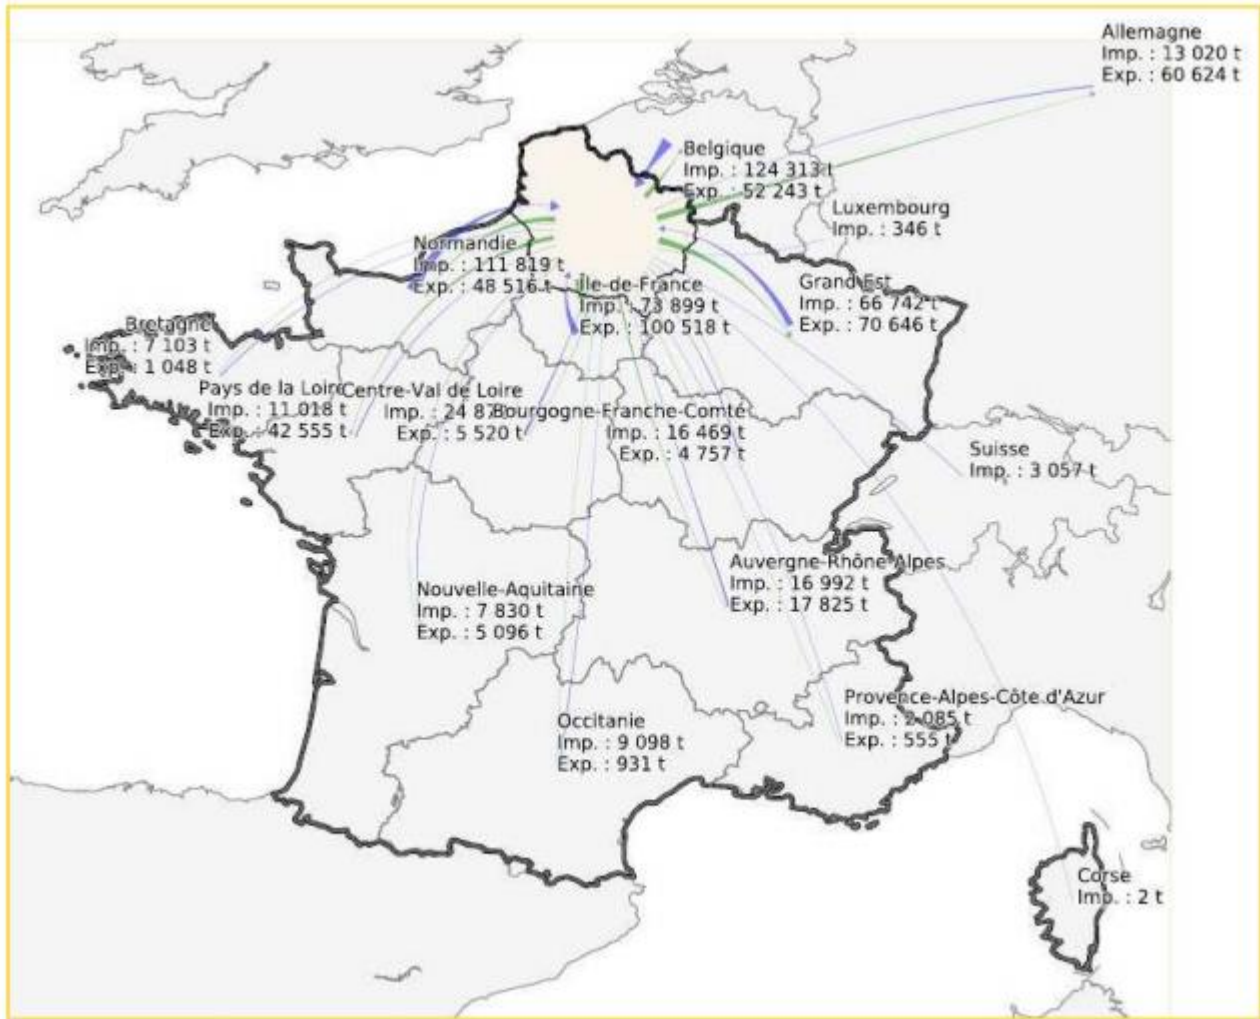 Allemagne
Imp. : 13 020 t
Exp. : 60 624 t
Belgique
Imp. : 124 313 t
Exp. : 52 243 t
Luxembourg
Imp. : 346 t
Normandie
Imp. : 111 819 t
Exp. : 48 516 t
Île-de-France
Imp. : 73 899 t
Exp. : 100 518 t
Grand Est
Imp. : 66 742 t
Exp. : 70 646 t
Bretagne
Imp. : 7 103 t
Exp. : 1 048 t
Pays de la Loire
Imp. : 11 018 t
Exp. : 42 555 t
Centre-Val de Loire
Imp. : 24
Exp. : 5 520 t
Bourgogne-Franche-Comté
Imp. : 16 469 t
Exp. : 4 757 t
Suisse
Imp. : 3 057 t
Auvergne-Rhône-Alpes
Imp. : 16 992 t
Exp. : 17 825 t
Nouvelle-Aquitaine
Imp. : 7 830 t
Exp. : 5 096 t
Provence-Alpes-Côte d'Azur
Imp. : 2 085 t
Exp. : 555 t
Occitanie
Imp. : 9 098 t
Exp. : 931 t
Corse
Imp. : 2 t